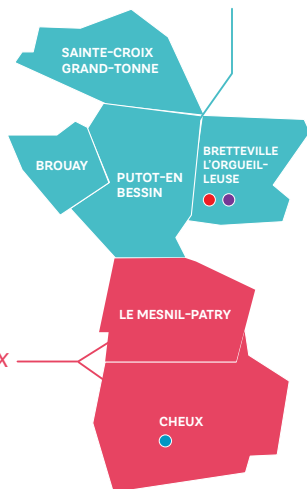 SAINTE-CROIX
GRAND-TONNE
BROUAY
PUTOT-EN
BESSIN
BRETTEVILLE
L'ORGUEIL-
LEUSE
LE MESNIL-PATRY
X
CHEUX